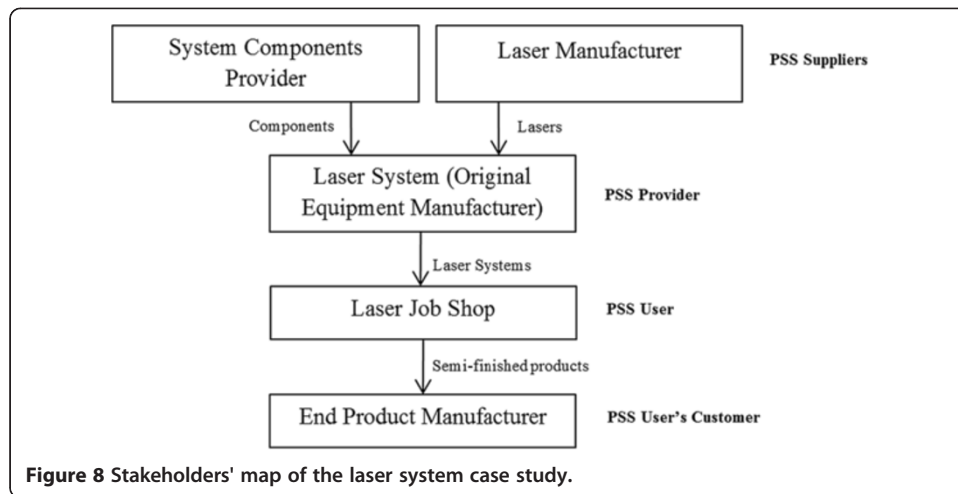 System Components
Provider
Laser Manufacturer
PSS Suppliers
Components
Lasers
Laser System (Original
Equipment Manufacturer)
PSS Provider
Laser Systems
Laser Job Shop
PSS User
Semi-finished products
End Product Manufacturer
PSS User's Customer
Figure 8 Stakeholders' map of the laser system case study.